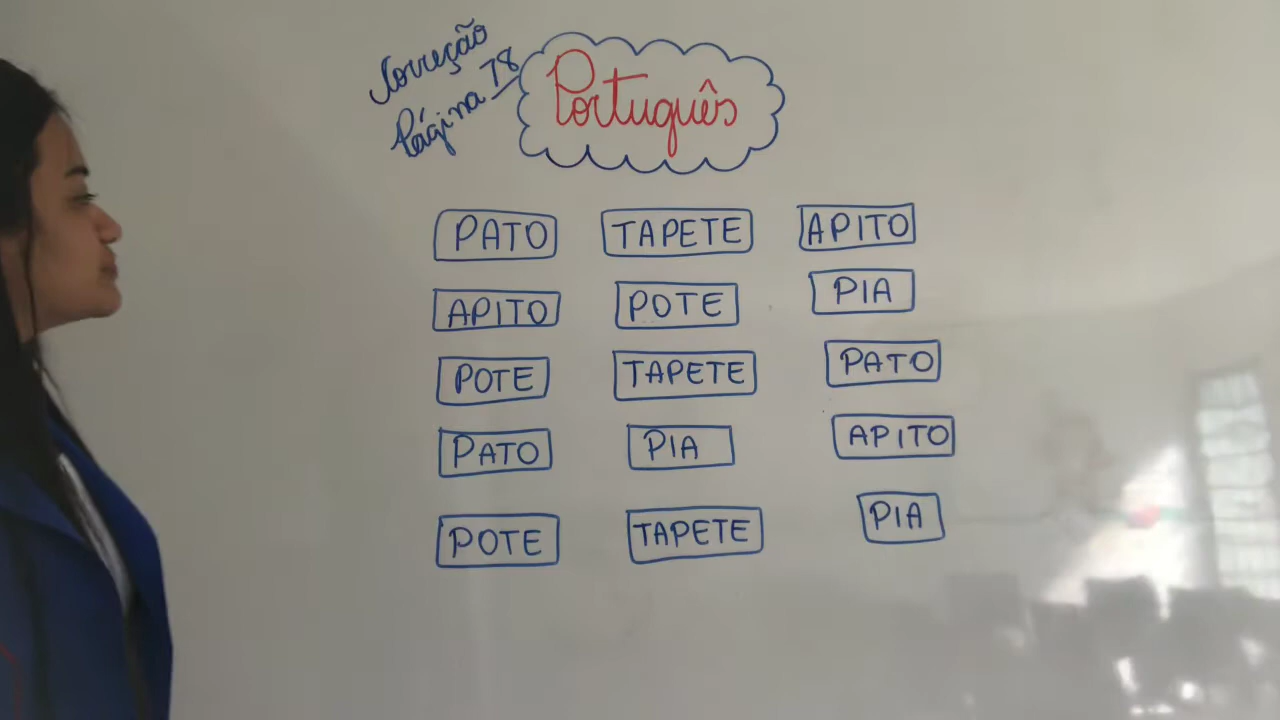 Correção
Página 78
Português
PATO TAPETE APITO
APITO POTE PIA
POTE TAPETE PATO
PATO PIA APITO
POTE TAPETE PIA